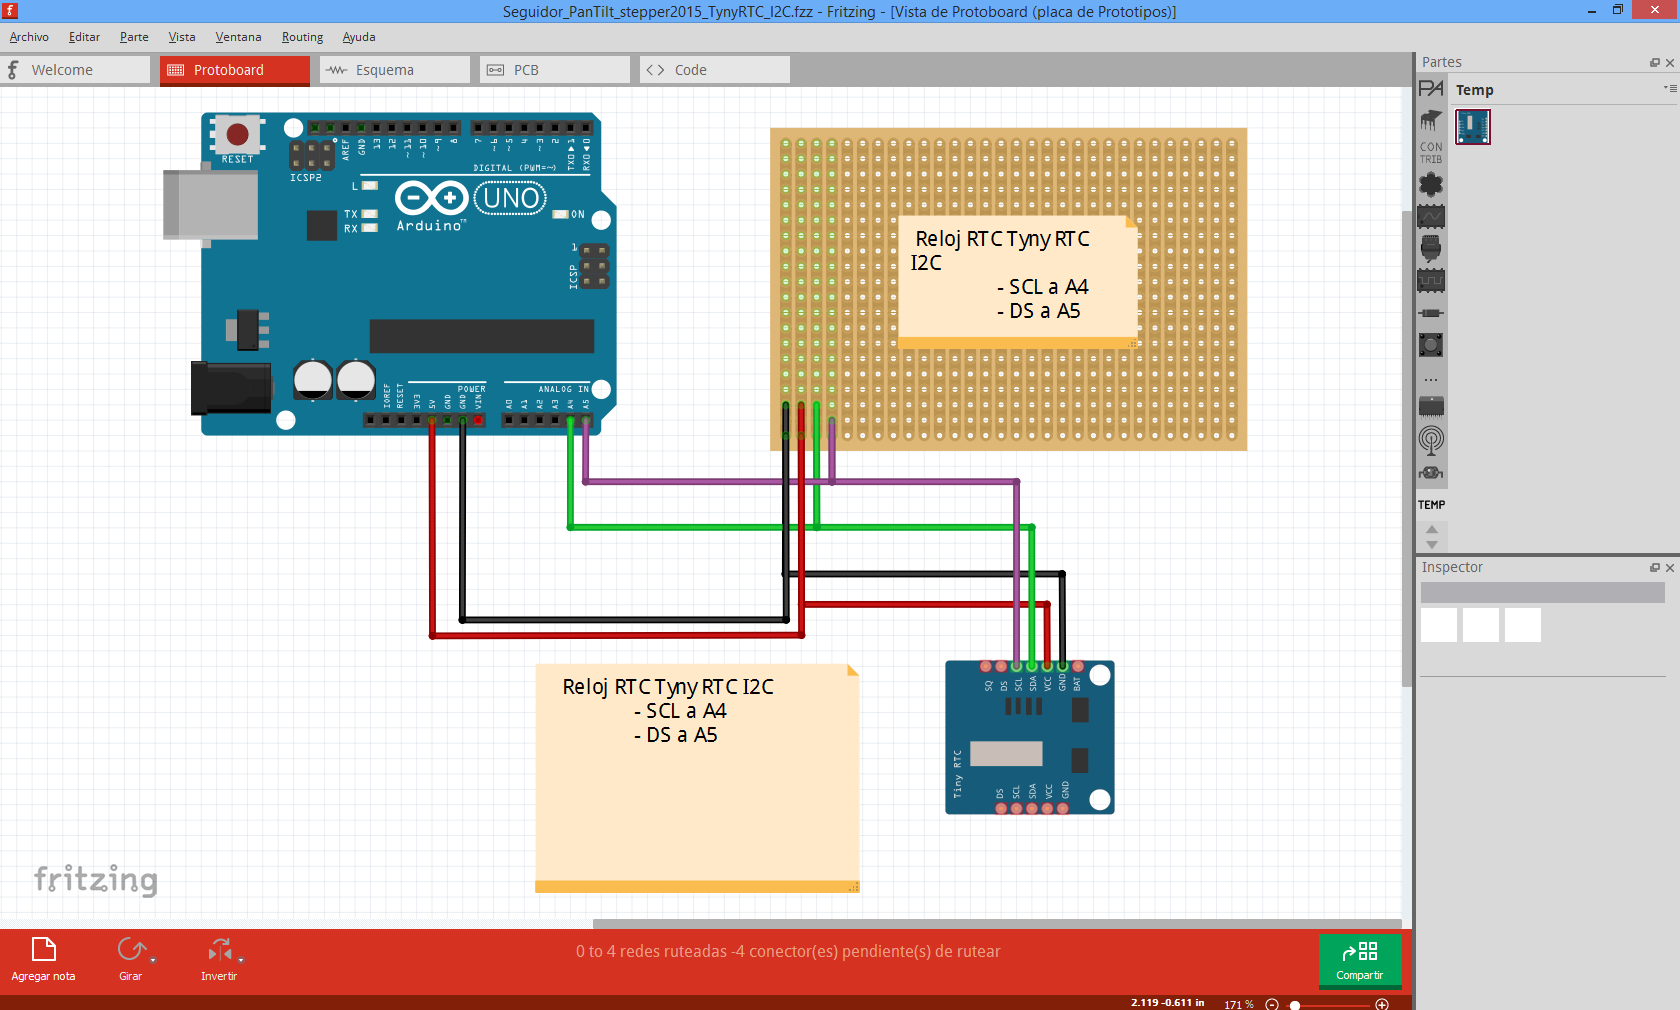 Seguidor_PanTilt_stepper2015_TynyRTC_I2C.fzz - Fritzing - [Vista de Protoboard (placa de Prototipos)]
Archivo Editar Parte Vista Ventana Routing Ayuda
Welcome Protoboard Esquema PCB Code
Partes
Temp
CON
TRIB
TEMP
Inspector
RESET
ICSP2
AREF
GND
13
12
~11
~10
~9
8
7
~6
~5
4
~3
2
TX0▶1
RX0◀0
DIGITAL (PWM=~)
L
TX
RX
UNO
Arduino™
ON
1
ICSP
IOREF
RESET
3V3
5V
GND
GND
VIN
POWER
A0
A1
A2
A3
A4
A5
ANALOG IN
Reloj RTC Tyny RTC
I2C
- SCL a A4
- DS a A5
Reloj RTC Tyny RTC I2C
- SCL a A4
- DS a A5
SQ
DS
SCL
SDA
VCC
GND
BAT
Tiny RTC
DS
SCL
SDA
VCC
GND
fritzing
Agregar nota
Girar
Invertir
0 to 4 redes ruteadas -4 conector(es) pendiente(s) de rutear
Compartir
2.119 -0.611 in 171 %